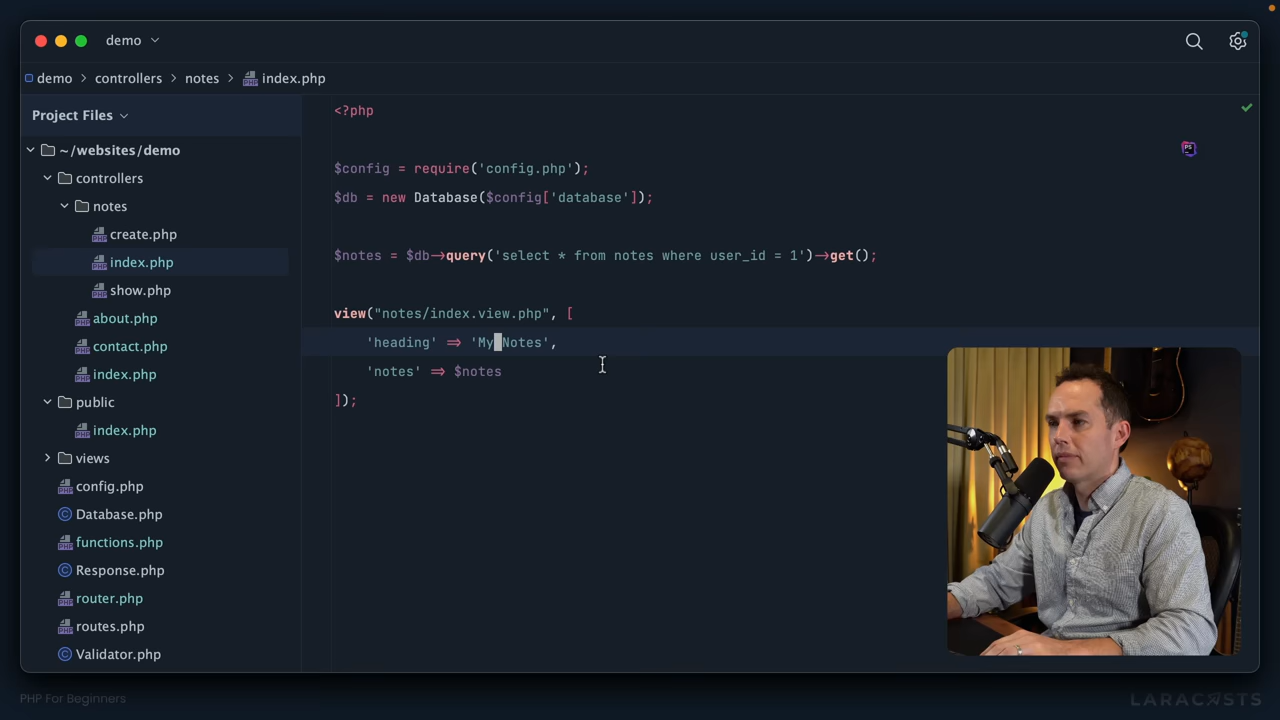 demo
demo > controllers > notes > index.php
Project Files
~/websites/demo
controllers
notes
create.php
index.php
show.php
about.php
contact.php
index.php
public
index.php
views
config.php
Database.php
functions.php
Response.php
router.php
routes.php
Validator.php
<?php
$config = require('config.php');
$db = new Database($config['database']);
$notes = $db->query('select * from notes where user_id = 1')->get();
view("notes/index.view.php", [
'heading' => 'My Notes',
'notes' => $notes
]);
PS
PHP For Beginners
LARACASTS